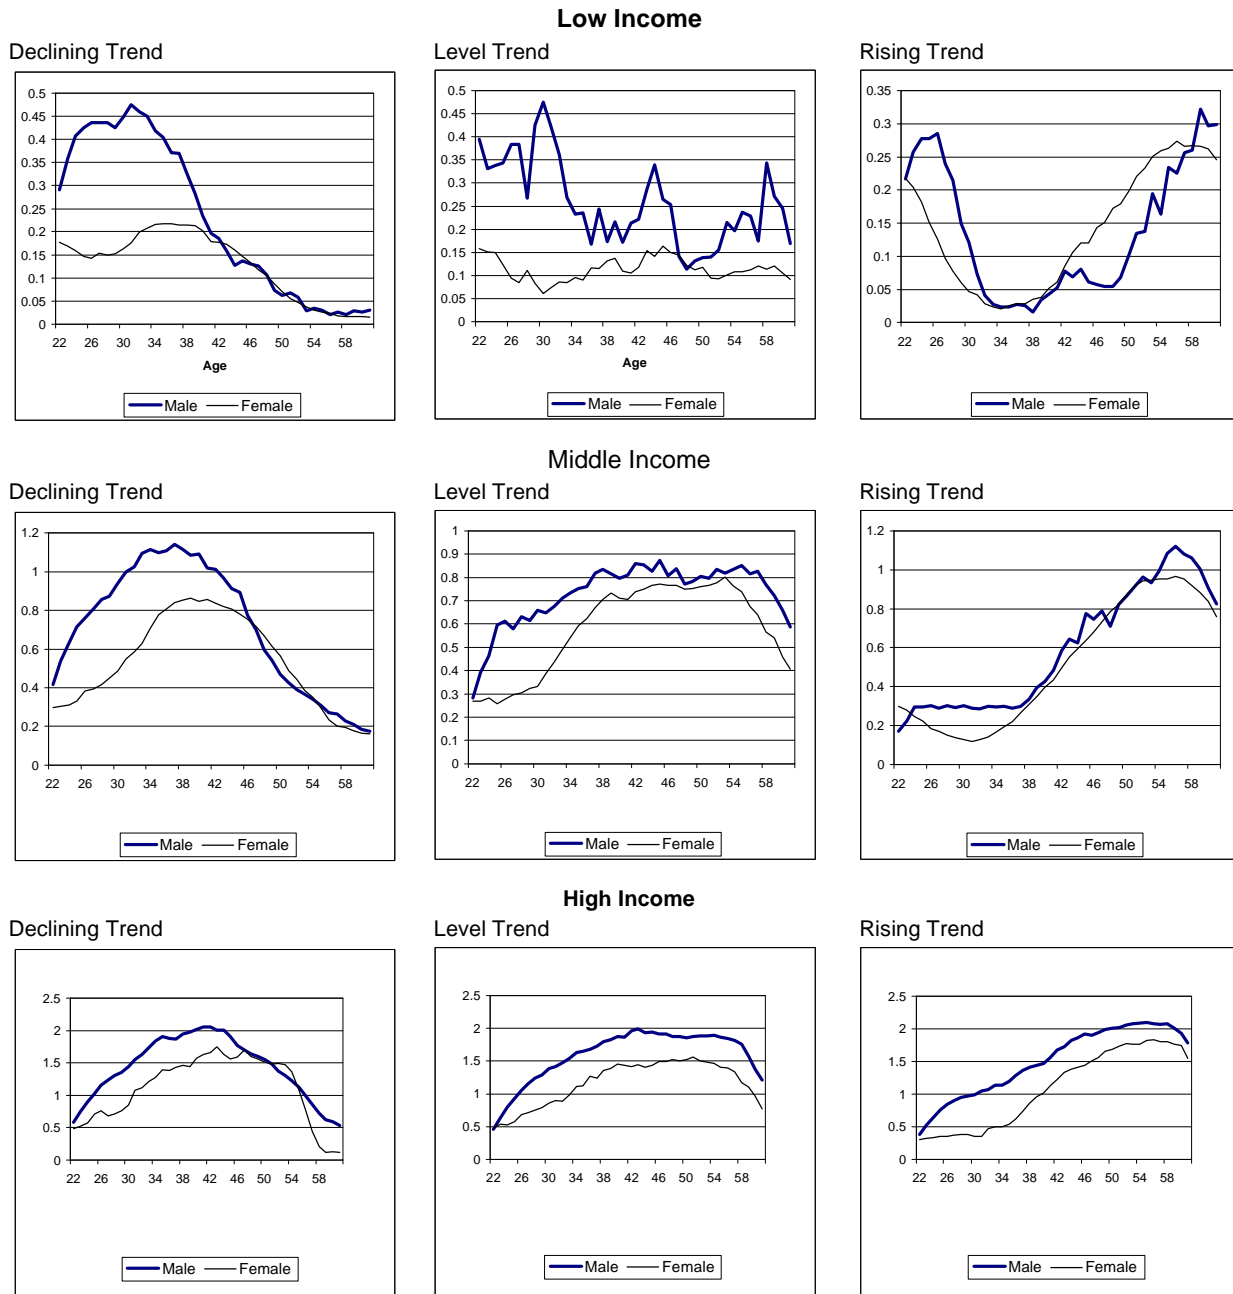 Low Income
Declining Trend
Level Trend
Rising Trend
0.5
0.45
0.4
0.35
0.3
0.25
0.2
0.15
0.1
0.05
0
22 26 30 34 38 42 46 50 54 58
Age
Male Female
0.5
0.45
0.4
0.35
0.3
0.25
0.2
0.15
0.1
0.05
0
22 26 30 34 38 42 46 50 54 58
Age
Male Female
0.35
0.3
0.25
0.2
0.15
0.1
0.05
0
22 26 30 34 38 42 46 50 54 58
Male Female
Middle Income
Declining Trend
Level Trend
Rising Trend
1.2
1
0.8
0.6
0.4
0.2
0
22 26 30 34 38 42 46 50 54 58
Male Female
1
0.9
0.8
0.7
0.6
0.5
0.4
0.3
0.2
0.1
0
22 26 30 34 38 42 46 50 54 58
Male Female
1.2
1
0.8
0.6
0.4
0.2
0
22 26 30 34 38 42 46 50 54 58
Male Female
High Income
Declining Trend
Level Trend
Rising Trend
2.5
2
1.5
1
0.5
0
22 26 30 34 38 42 46 50 54 58
Male Female
2.5
2
1.5
1
0.5
0
22 26 30 34 38 42 46 50 54 58
Male Female
2.5
2
1.5
1
0.5
0
22 26 30 34 38 42 46 50 54 58
Male Female